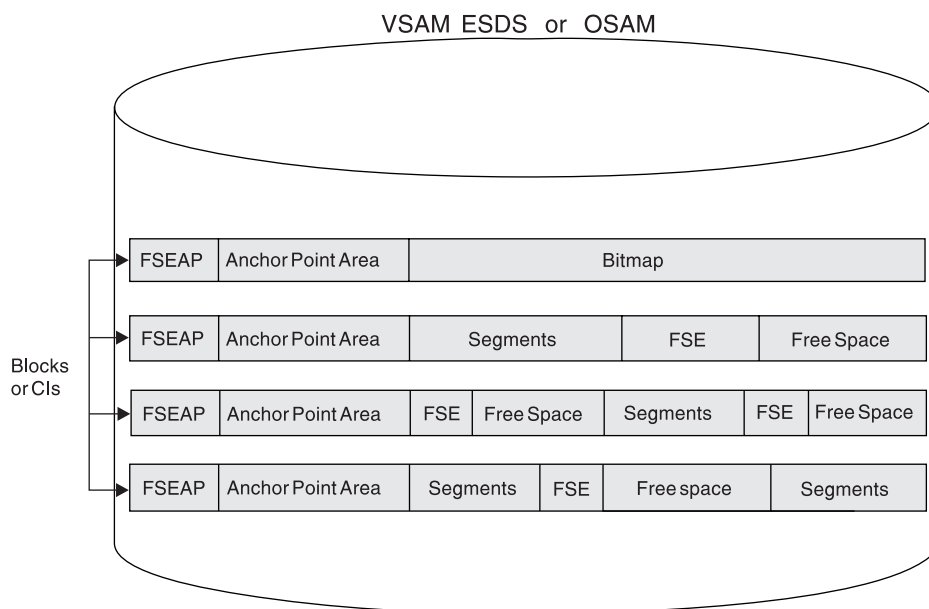 VSAM ESDS or OSAM
FSEAP Anchor Point Area Bitmap
FSEAP Anchor Point Area Segments FSE Free Space
Blocks
or CIs
FSEAP Anchor Point Area FSE Free Space Segments FSE Free Space
FSEAP Anchor Point Area Segments FSE Free space Segments